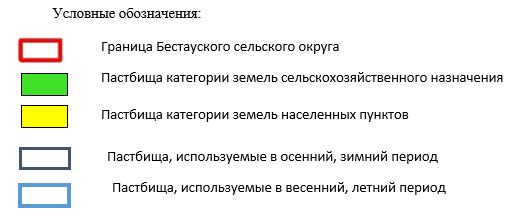 Условные обозначения:
Граница Бестауского сельского округа
Пастбища категории земель сельскохозяйственного назначения
Пастбища категории земель населенных пунктов
Пастбища, используемые в осенний, зимний период
Пастбища, используемые в весенний, летний период